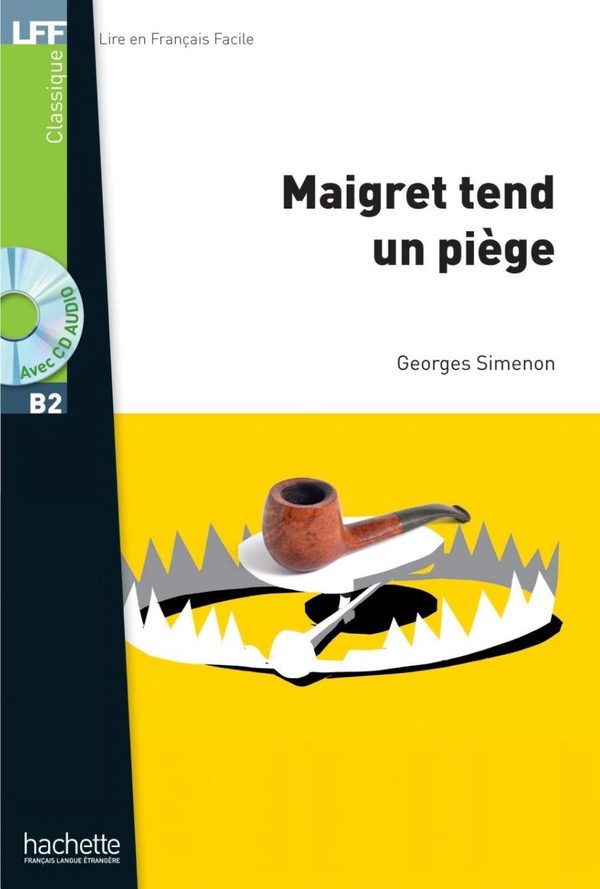 LFF
Lire en Français Facile
Classique
Maigret tend
un piège
Georges Simenon
Avec CD AUDIO
B2
hachette
FRANÇAIS LANGUE ÉTRANGÈRE